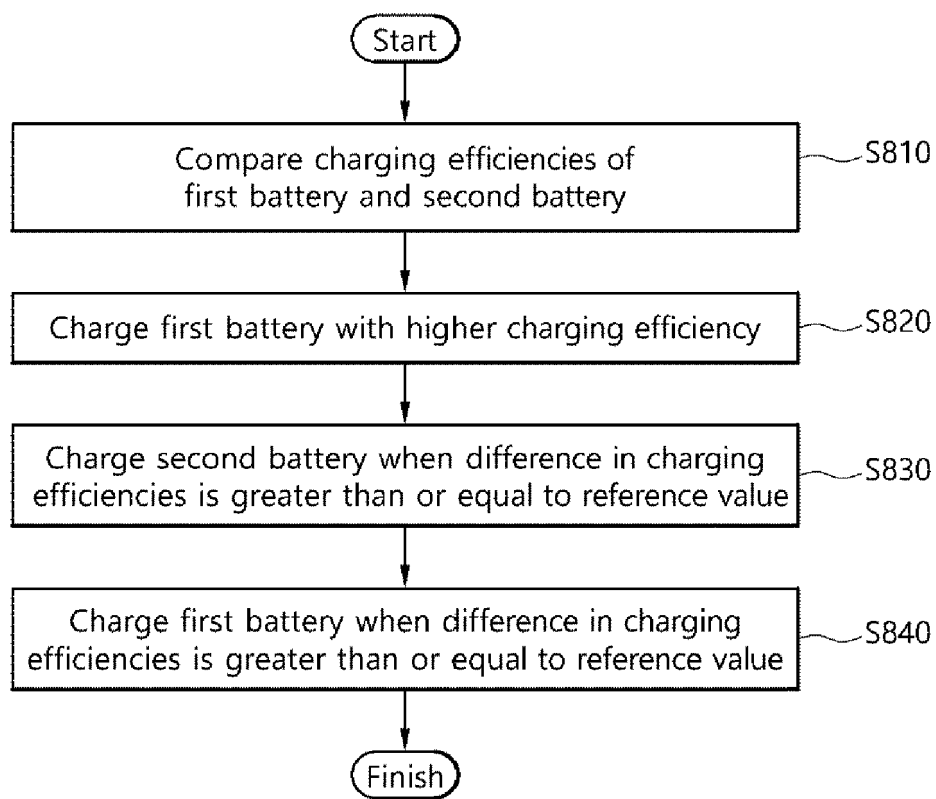 Start
Compare charging efficiencies of
first battery and second battery
S810
Charge first battery with higher charging efficiency
S820
Charge second battery when difference in charging
efficiencies is greater than or equal to reference value
S830
Charge first battery when difference in charging
efficiencies is greater than or equal to reference value
S840
Finish